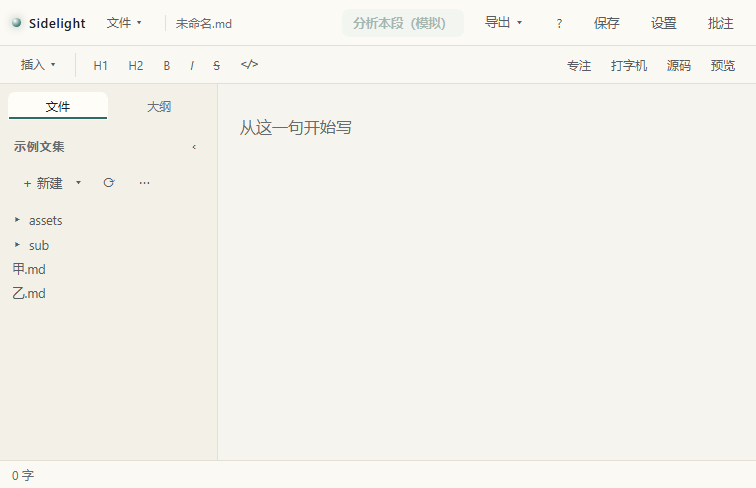 Sidelight 文件 未命名.md 分析本段（模拟） 导出 ? 保存 设置 批注
插入 H1 H2 B I S </> 专注 打字机 源码 预览
文件 大纲
示例文集
+ 新建 ...
assets
sub
甲.md
乙.md
从这一句开始写
0 字